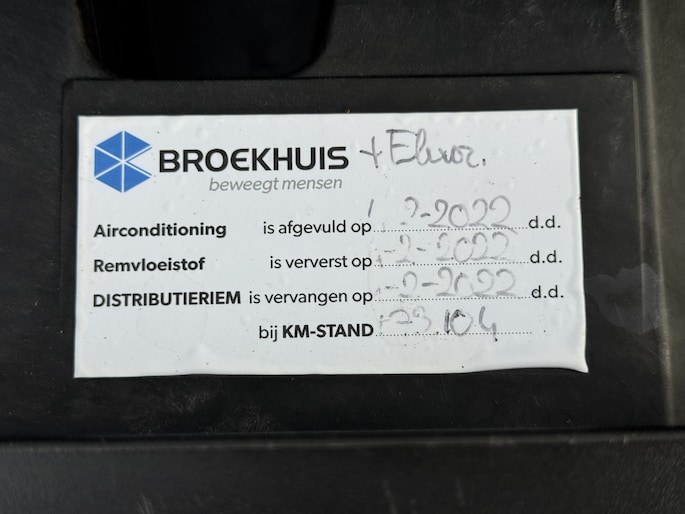 BROEKHUIS
beweegt mensen
Airconditioning is afgevuld op -2-2022 d.d.
Remvloeistof is ververst op -2-2022 d.d.
DISTRIBUTIERIEM is vervangen op -2-2022 d.d.
bij KM-STAND 73.104